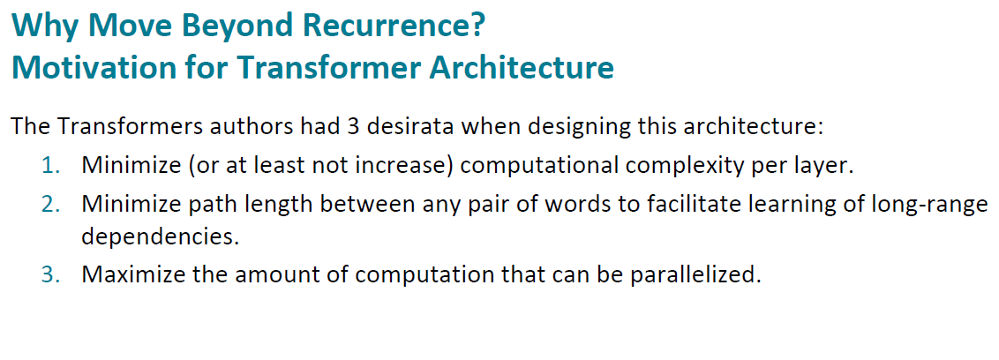 Why Move Beyond Recurrence?
Motivation for Transformer Architecture
The Transformers authors had 3 desirata when designing this architecture:
1. Minimize (or at least not increase) computational complexity per layer.
2. Minimize path length between any pair of words to facilitate learning of long-range
dependencies.
3. Maximize the amount of computation that can be parallelized.